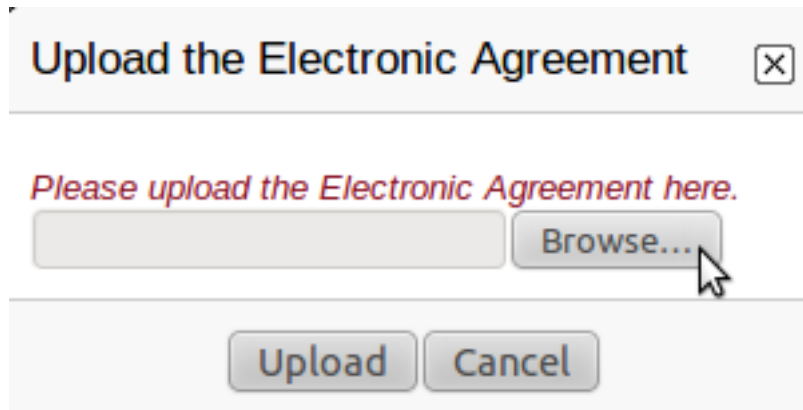 Upload the Electronic Agreement
Please upload the Electronic Agreement here.
Browse...
Upload Cancel